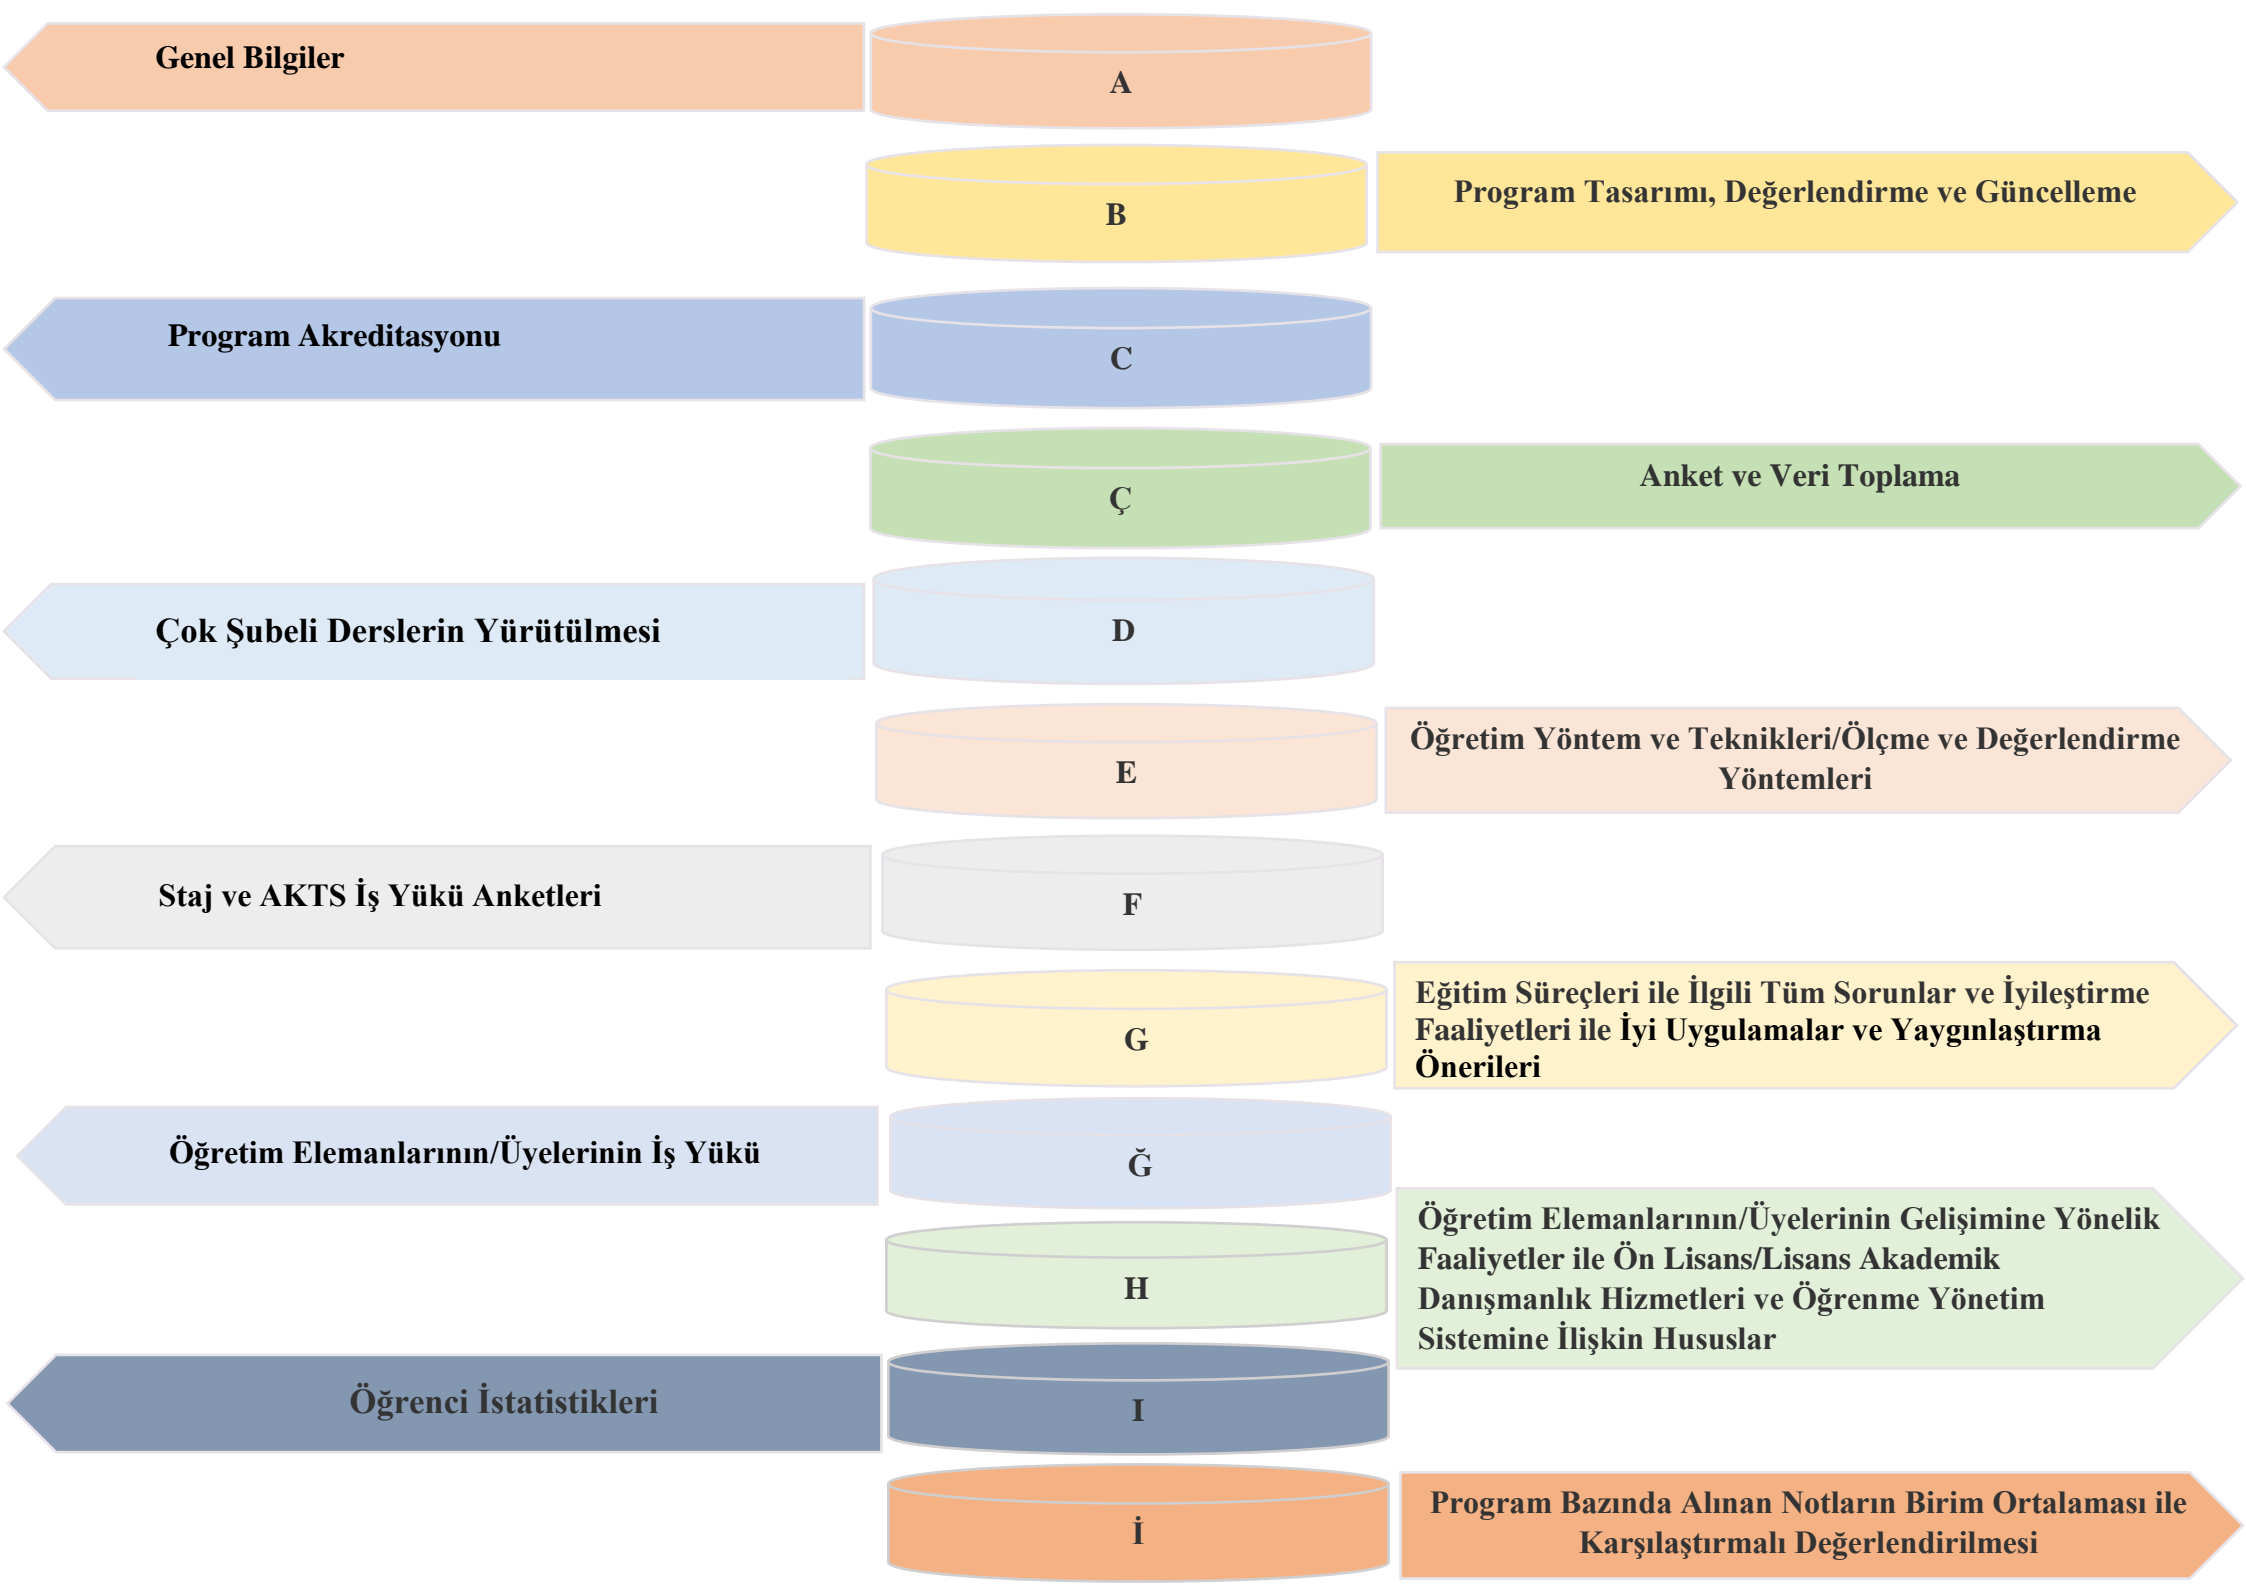 Genel Bilgiler
A
B
Program Tasarımı, Değerlendirme ve Güncelleme
Program Akreditasyonu
C
Ç
Anket ve Veri Toplama
Çok Şubeli Derslerin Yürütülmesi
D
E
Öğretim Yöntem ve Teknikleri/Ölçme ve Değerlendirme
Yöntemleri
Staj ve AKTS İş Yükü Anketleri
F
G
Eğitim Süreçleri ile İlgili Tüm Sorunlar ve İyileştirme
Faaliyetleri ile İyi Uygulamalar ve Yaygınlaştırma
Önerileri
Öğretim Elemanlarının/Üyelerinin İş Yükü
Ğ
H
Öğretim Elemanlarının/Üyelerinin Gelişimine Yönelik
Faaliyetler ile Ön Lisans/Lisans Akademik
Danışmanlık Hizmetleri ve Öğrenme Yönetim
Sistemine İlişkin Hususlar
Öğrenci İstatistikleri
I
İ
Program Bazında Alınan Notların Birim Ortalaması ile
Karşılaştırmalı Değerlendirilmesi